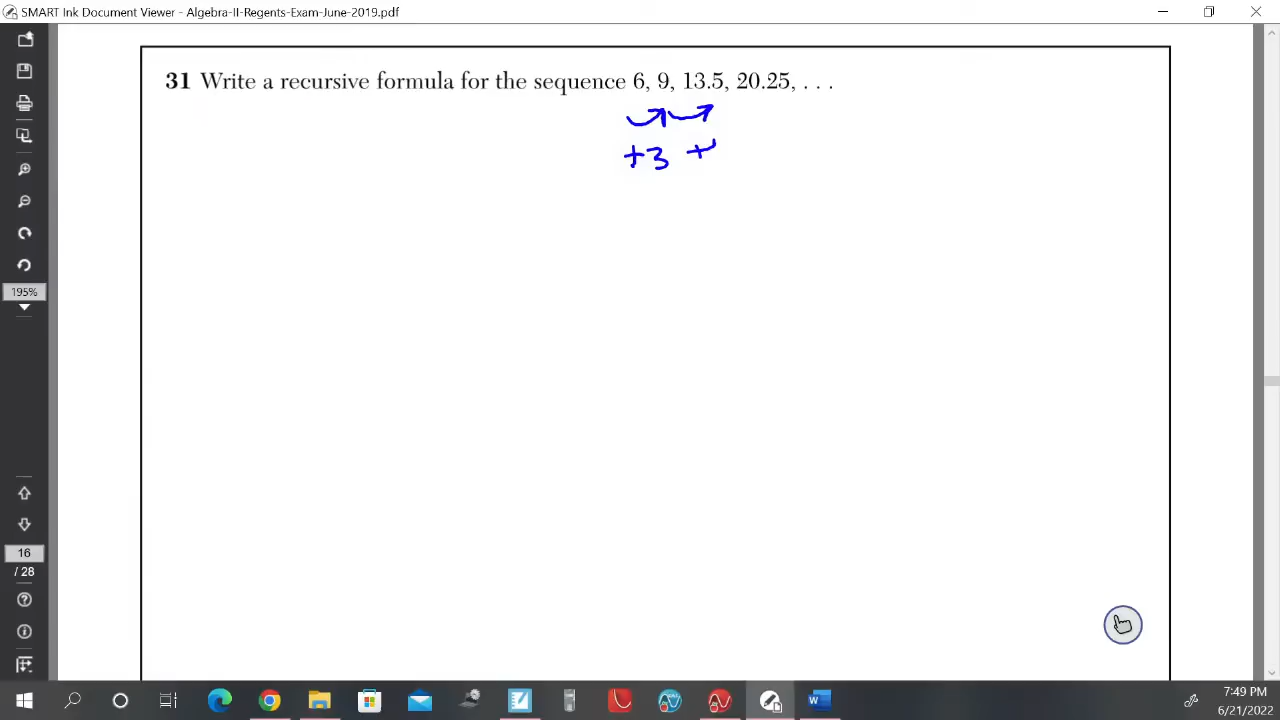 SMART Ink Document Viewer - Algebra-II-Regents-Exam-June-2019.pdf
31 Write a recursive formula for the sequence 6, 9, 13.5, 20.25, . . .
+3 +
195%
16
/ 28
7:49 PM
6/21/2022